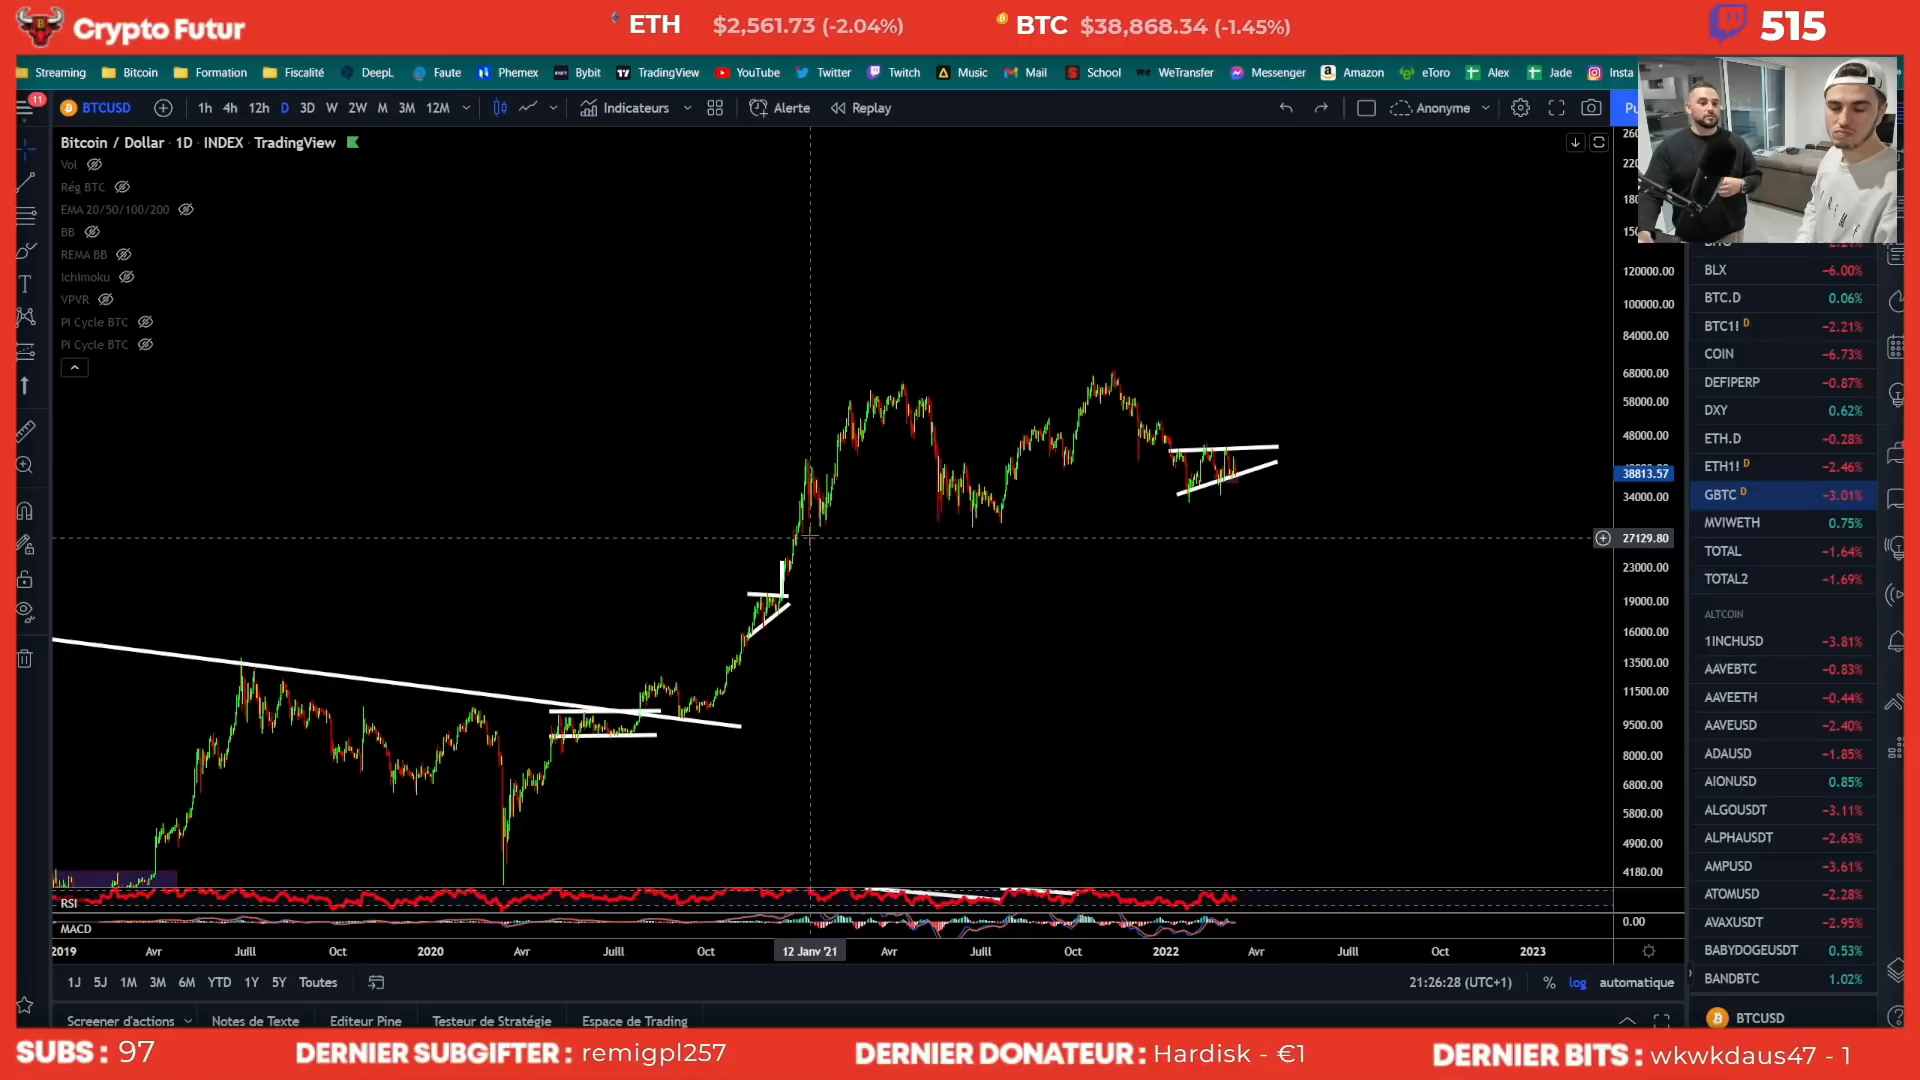 Crypto Futur
ETH $2,561.73 (-2.04%)
BTC $38,868.34 (-1.45%)
515
Streaming Bitcoin Formation Fiscalité DeepL Faute Phemex Bybit TradingView YouTube Twitter Twitch Music Mail School WeTransfer Messenger Amazon eToro Alex Jade Insta
11
BTCUSD 1h 4h 12h D 3D W 2W M 3M 12M Indicateurs Alerte Replay Anonyme Pu
Bitcoin / Dollar · 1D · INDEX · TradingView
Vol
Rég BTC
EMA 20/50/100/200
BB
REMA BB
Ichimoku
VPVR
PI Cycle BTC
PI Cycle BTC
120000.00
100000.00
84000.00
68000.00
58000.00
48000.00
38813.57
34000.00
27129.80
23000.00
19000.00
16000.00
13500.00
11500.00
9500.00
8000.00
6800.00
5800.00
4900.00
4180.00
0.00
BLX -6.00%
BTC.D 0.06%
BTC1! D -2.21%
COIN -6.73%
DEFIPERP -0.87%
DXY 0.62%
ETH.D -0.28%
ETH1! D -2.46%
GBTC D -3.01%
MVIWETH 0.75%
TOTAL -1.64%
TOTAL2 -1.69%
ALTCOIN
1INCHUSD -3.81%
AAVEBTC -0.83%
AAVEETH -0.44%
AAVEUSD -2.40%
ADAUSD -1.85%
AIONUSD 0.85%
ALGOUSDT -3.11%
ALPHAUSDT -2.63%
AMPUSD -3.61%
ATOMUSD -2.28%
AVAXUSDT -2.95%
BABYDOGEUSDT 0.53%
BANDBTC 1.02%
BTCUSD
RSI
MACD
2019 Avr Juill Oct 2020 Avr Juill Oct 12 Janv '21 Avr Juill Oct 2022 Avr Juill Oct 2023
1J 5J 1M 3M 6M YTD 1Y 5Y Toutes 21:26:28 (UTC+1) % log automatique
Screener d'actions Notes de Texte Editeur Pine Testeur de Stratégie Espace de Trading
SUBS : 97 DERNIER SUBGIFTER : remigpl257 DERNIER DONATEUR : Hardisk - €1 DERNIER BITS : wkwkdaus47 - 1